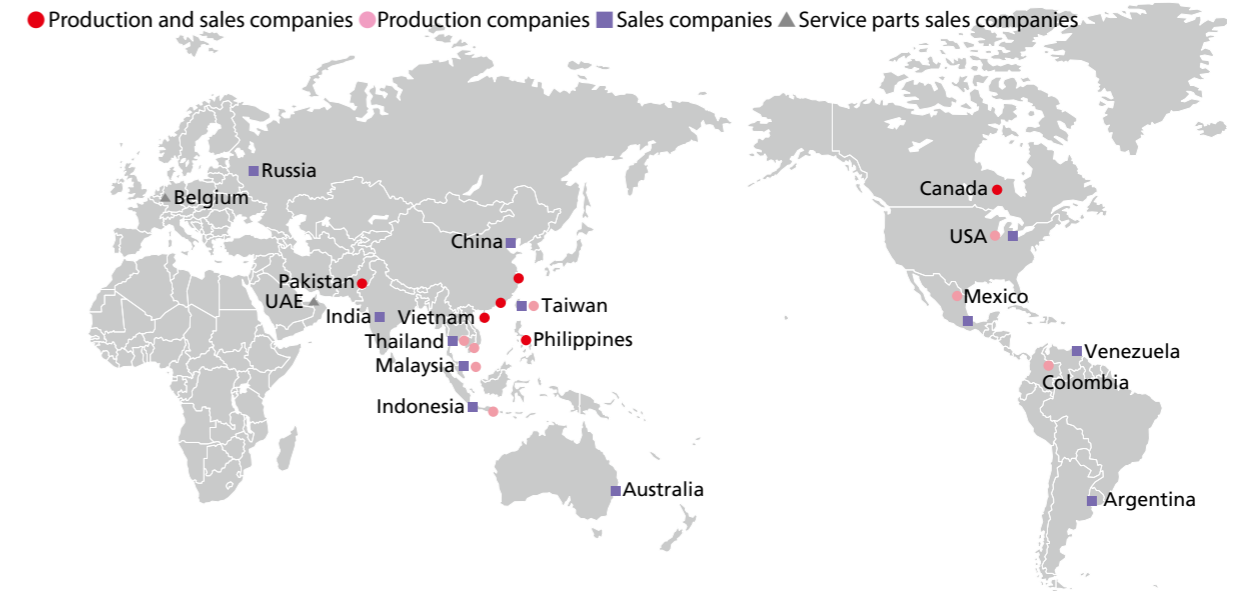 Production and sales companies Production companies Sales companies Service parts sales companies
Russia
Belgium
China
Pakistan
UAE
India
Vietnam
Taiwan
Thailand
Philippines
Malaysia
Indonesia
Australia
Canada
USA
Mexico
Venezuela
Colombia
Argentina